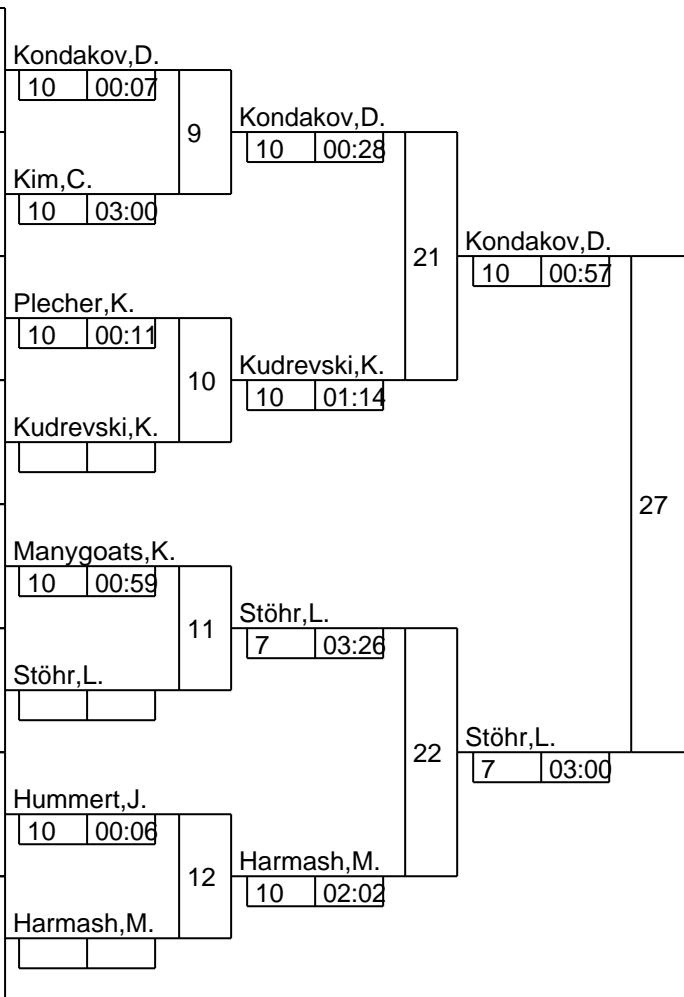 Kondakov,D.
10 00:07
9
Kondakov,D.
10 00:28
Kim,C.
10 03:00
21
Kondakov,D.
10 00:57
Plecher,K.
10 00:11
10
Kudrevski,K.
10 01:14
Kudrevski,K.
27
Manygoats,K.
10 00:59
11
Stöhr,L.
7 03:26
Stöhr,L.
22
Stöhr,L.
7 03:00
Hummert,J.
10 00:06
12
Harmash,M.
10 02:02
Harmash,M.